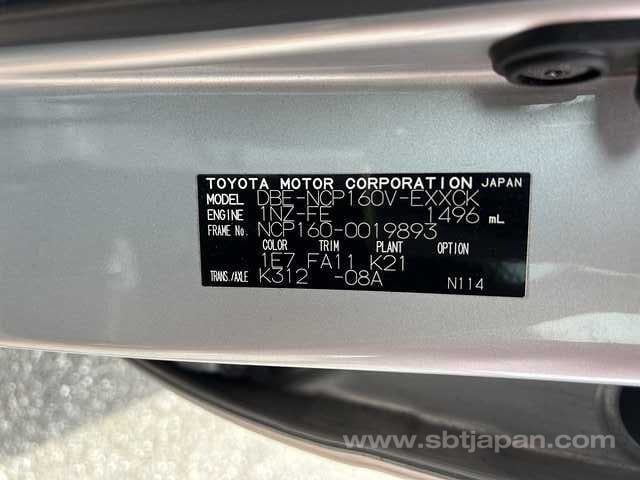 TOYOTA MOTOR CORPORATION JAPAN
MODEL DBE-NCP160V-EXXCK
ENGINE 1NZ-FE 1496 mL
FRAME No. NCP160-0019893
COLOR TRIM PLANT OPTION
1E7 FA11 K21
TRANS./AXLE K312 -08A N114
www.sbtjapan.com